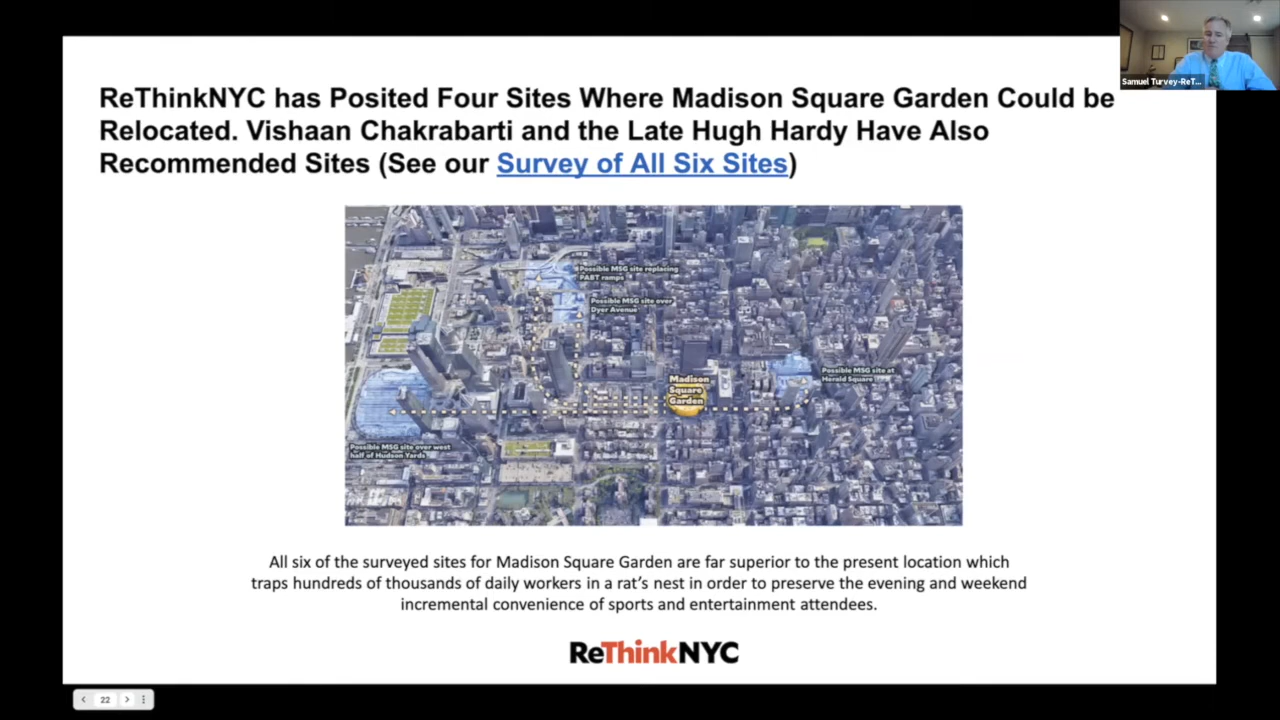 Samuel Turvey-ReT...
ReThinkNYC has Posited Four Sites Where Madison Square Garden Could be
Relocated. Vishaan Chakrabarti and the Late Hugh Hardy Have Also
Recommended Sites (See our Survey of All Six Sites)
Possible MSG site replacing
PABT ramps
Possible MSG site over
Dyer Avenue
Possible MSG site at
Herald Square
Madison
Square
Garden
Possible MSG site over west
half of Hudson Yards
All six of the surveyed sites for Madison Square Garden are far superior to the present location which
traps hundreds of thousands of daily workers in a rat's nest in order to preserve the evening and weekend
incremental convenience of sports and entertainment attendees.
ReThinkNYC
22